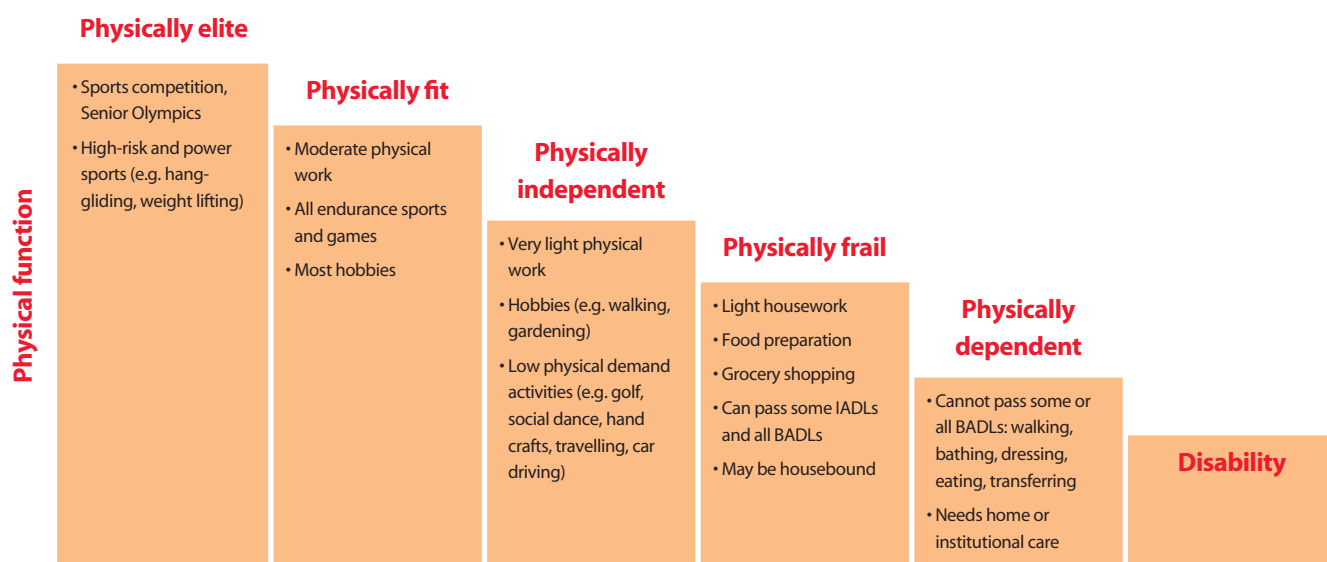 Physical function
Physically elite
• Sports competition,
Senior Olympics
• High-risk and power
sports (e.g. hang-
gliding, weight lifting)
Physically fit
• Moderate physical
work
• All endurance sports
and games
• Most hobbies
Physically
independent
• Very light physical
work
• Hobbies (e.g. walking,
gardening)
• Low physical demand
activities (e.g. golf,
social dance, hand
crafts, travelling, car
driving)
Physically frail
• Light housework
• Food preparation
• Grocery shopping
• Can pass some IADLs
and all BADLs
• May be housebound
Physically
dependent
• Cannot pass some or
all BADLs: walking,
bathing, dressing,
eating, transferring
• Needs home or
institutional care
Disability